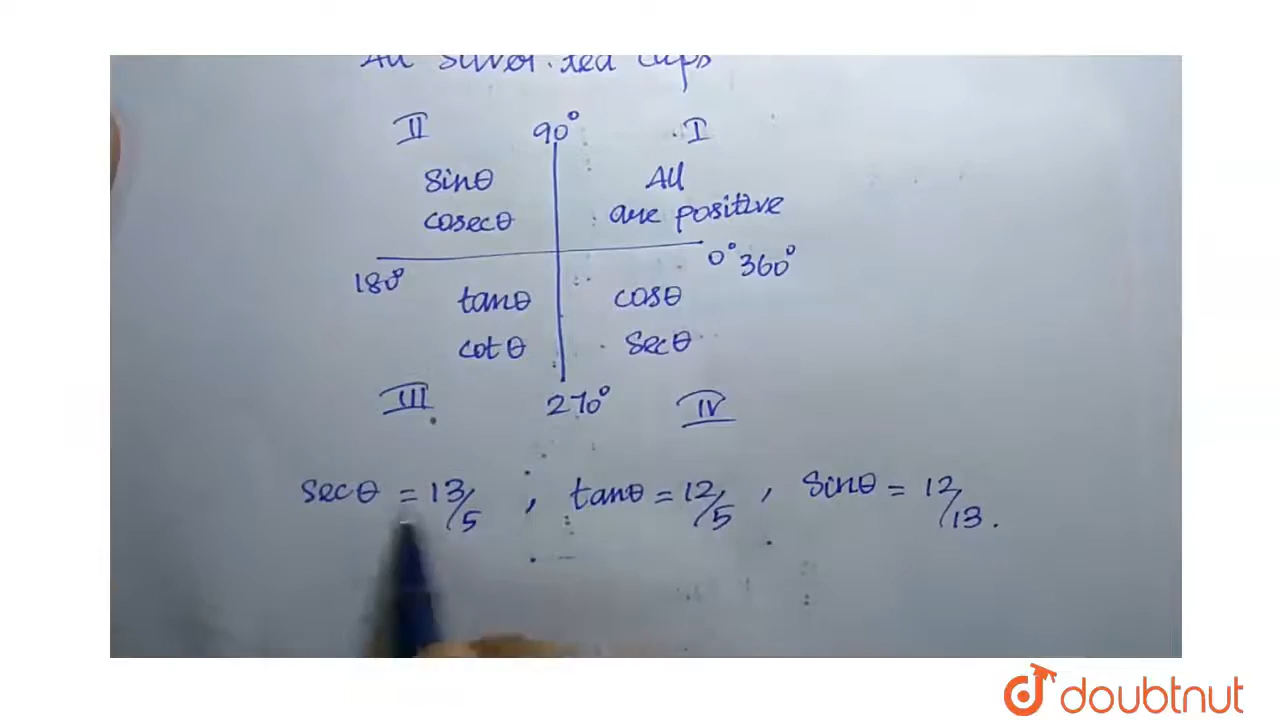 All Silver Tea Cups
II 90° I
sinθ All
cosecθ are positive
180° 0° 360°
tanθ cosθ
cotθ secθ
III 270° IV
secθ = 13/5 , tanθ = 12/5 , sinθ = 12/13.
doubtnut